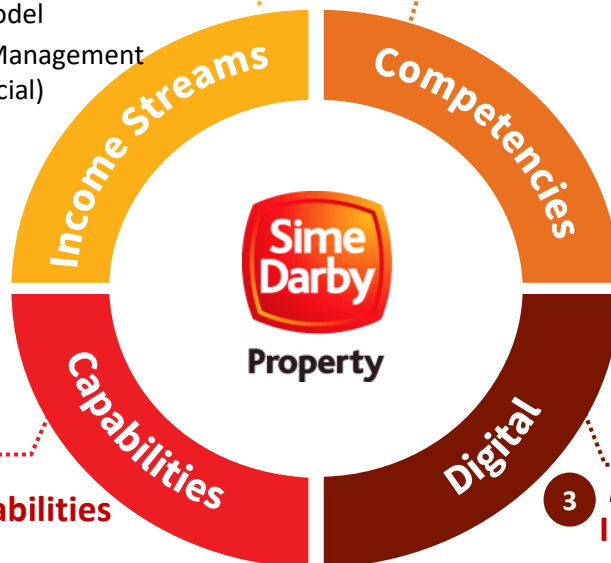 odel
Management
cial)
Income Streams
Competencies
Sime
Darby
Property
Capabilities
Digital
abilities
3